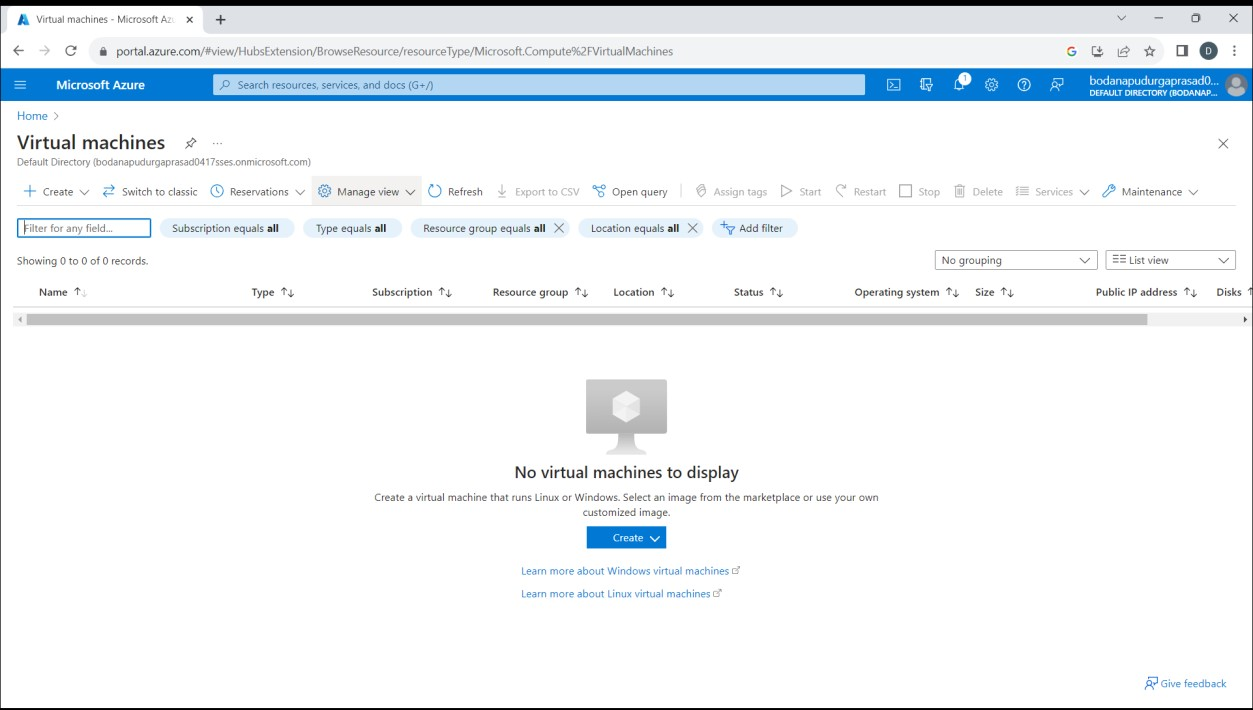 Virtual machines - Microsoft Azu
portal.azure.com/#view/HubsExtension/BrowseResource/resourceType/Microsoft.Compute%2FVirtualMachines
G
D
Microsoft Azure
Search resources, services, and docs (G+/)
1
bodanapudurgaprasad0...
DEFAULT DIRECTORY (BODANAP...
Home >
Virtual machines
...
Default Directory (bodanapudurgaprasad0417sses.onmicrosoft.com)
+ Create Switch to classic Reservations Manage view Refresh Export to CSV Open query Assign tags Start Restart Stop Delete Services Maintenance
Filter for any field... Subscription equals all Type equals all Resource group equals all Location equals all Add filter
Showing 0 to 0 of 0 records.
No grouping List view
Name Type Subscription Resource group Location Status Operating system Size Public IP address Disks
No virtual machines to display
Create a virtual machine that runs Linux or Windows. Select an image from the marketplace or use your own
customized image.
Create
Learn more about Windows virtual machines
Learn more about Linux virtual machines
Give feedback